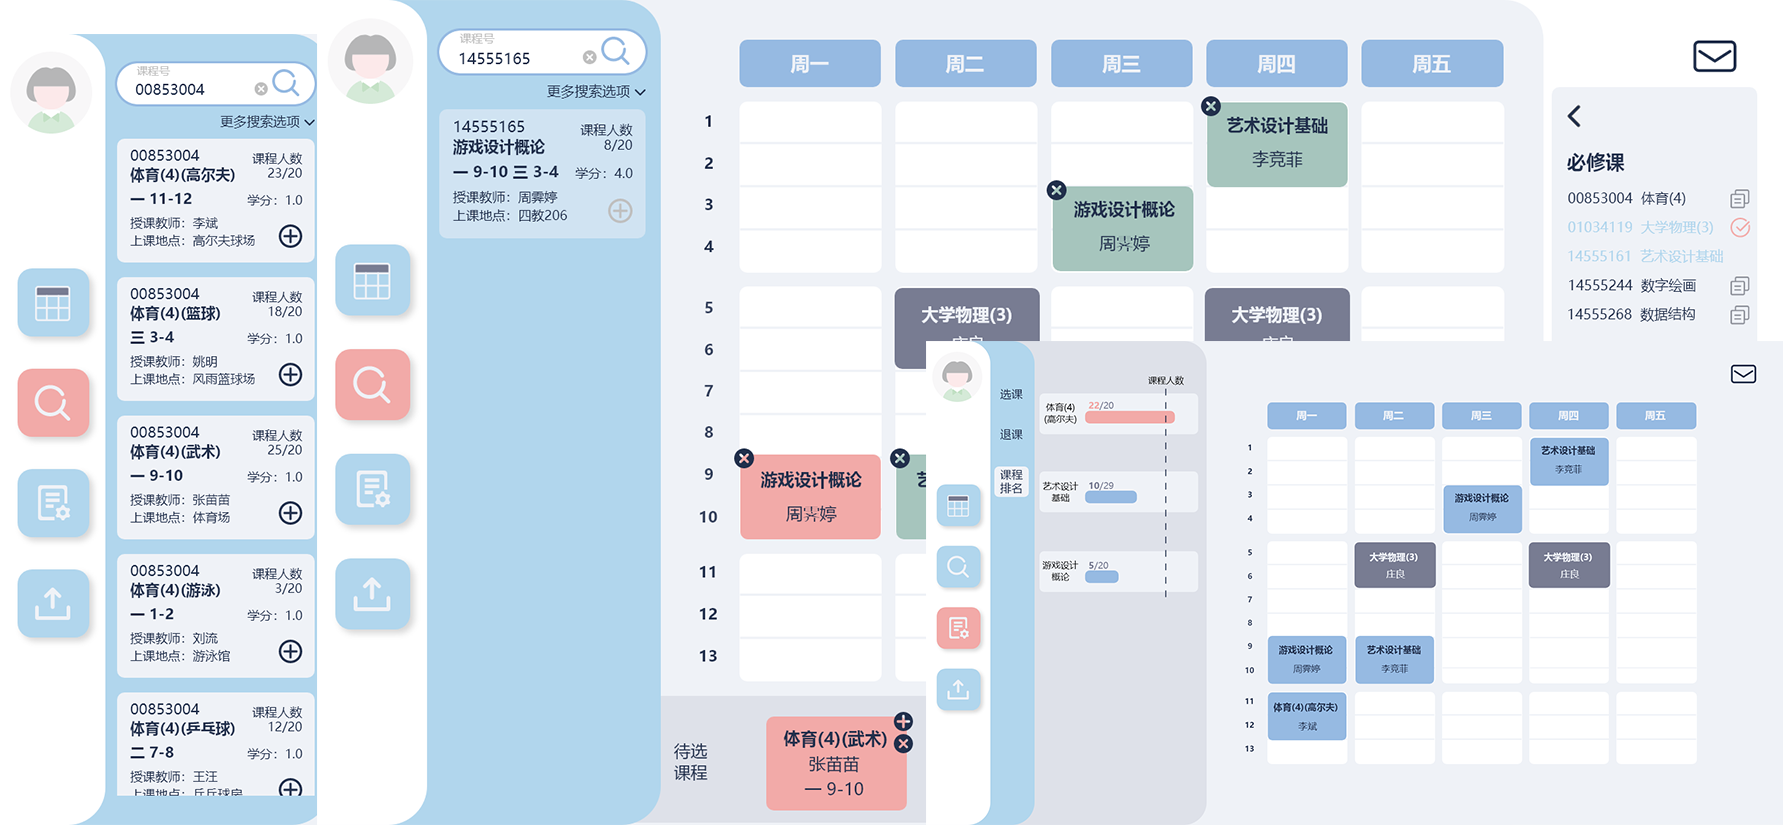 课程号
00853004
更多搜索选项
00853004
课程人数
体育(4)(高尔夫)
23/20
一 11-12
学分：1.0
授课教师：李斌
上课地点：高尔夫球场
00853004
课程人数
体育(4)(篮球)
18/20
三 3-4
学分：1.0
授课教师：姚明
上课地点：风雨篮球场
00853004
课程人数
体育(4)(武术)
25/20
一 9-10
学分：1.0
授课教师：张苗苗
上课地点：体育场
00853004
课程人数
体育(4)(游泳)
3/20
一 1-2
学分：1.0
授课教师：刘流
上课地点：游泳馆
00853004
课程人数
体育(4)(乒乓球)
12/20
二 7-8
学分：1.0
授课教师：王汪
上课地点：乒乓球房
课程号
14555165
更多搜索选项
14555165
课程人数
游戏设计概论
8/20
一 9-10 三 3-4
学分：4.0
授课教师：周霁婷
上课地点：四教206
周一
周二
周三
周四
周五
1
2
3
4
5
6
7
8
9
10
11
12
13
艺术设计基础
李竞菲
游戏设计概论
周霁婷
大学物理(3)
庄良
大学物理(3)
庄良
游戏设计概论
周霁婷
艺
待选
课程
体育(4)(武术)
张苗苗
一 9-10
必修课
00853004 体育(4)
01034119 大学物理(3)
14555161 艺术设计基础
14555244 数字绘画
14555268 数据结构
选课
退课
课程
排名
课程人数
体育(4)
(高尔夫)
22/20
艺术设计
基础
10/29
游戏设计
概论
5/20
周一
周二
周三
周四
周五
1
2
3
4
5
6
7
8
9
10
11
12
13
艺术设计基础
李竞菲
游戏设计概论
周霁婷
大学物理(3)
庄良
大学物理(3)
庄良
游戏设计概论
周霁婷
艺术设计基础
李竞菲
体育(4)(高尔夫)
李斌